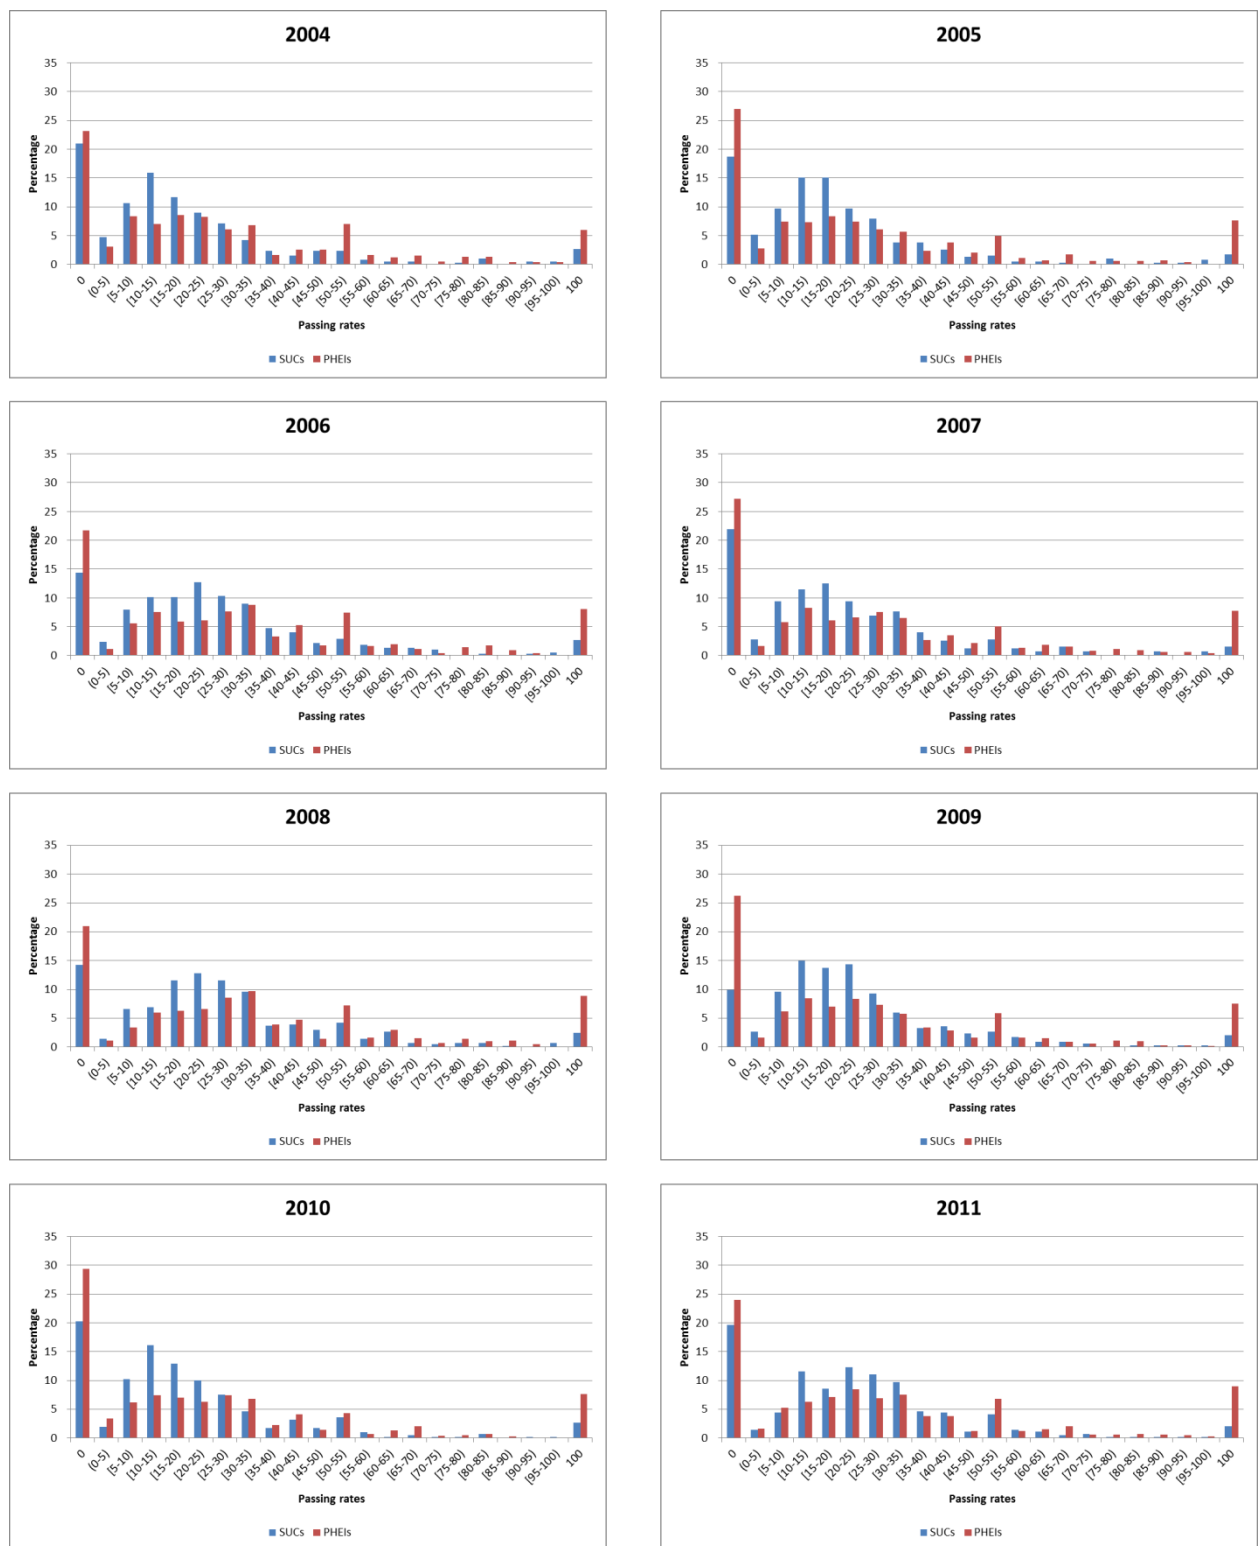 2004
35
30
25
20
15
10
5
0
Percentage
0 (0-5) [5-10) [10-15) [15-20) [20-25) [25-30) [30-35) [35-40) [40-45) [45-50) [50-55) [55-60) [60-65) [65-70) [70-75) [75-80) [80-85) [85-90) [90-95) [95-100) 100
Passing rates
SUCs PHEIs
2005
35
30
25
20
15
10
5
0
Percentage
0 (0-5) [5-10) [10-15) [15-20) [20-25) [25-30) [30-35) [35-40) [40-45) [45-50) [50-55) [55-60) [60-65) [65-70) [70-75) [75-80) [80-85) [85-90) [90-95) [95-100) 100
Passing rates
SUCs PHEIs
2006
35
30
25
20
15
10
5
0
Percentage
0 (0-5) [5-10) [10-15) [15-20) [20-25) [25-30) [30-35) [35-40) [40-45) [45-50) [50-55) [55-60) [60-65) [65-70) [70-75) [75-80) [80-85) [85-90) [90-95) [95-100) 100
Passing rates
SUCs PHEIs
2007
35
30
25
20
15
10
5
0
Percentage
0 (0-5) [5-10) [10-15) [15-20) [20-25) [25-30) [30-35) [35-40) [40-45) [45-50) [50-55) [55-60) [60-65) [65-70) [70-75) [75-80) [80-85) [85-90) [90-95) [95-100) 100
Passing rates
SUCs PHEIs
2008
35
30
25
20
15
10
5
0
Percentage
0 (0-5) [5-10) [10-15) [15-20) [20-25) [25-30) [30-35) [35-40) [40-45) [45-50) [50-55) [55-60) [60-65) [65-70) [70-75) [75-80) [80-85) [85-90) [90-95) [95-100) 100
Passing rates
SUCs PHEIs
2009
35
30
25
20
15
10
5
0
Percentage
0 (0-5) [5-10) [10-15) [15-20) [20-25) [25-30) [30-35) [35-40) [40-45) [45-50) [50-55) [55-60) [60-65) [65-70) [70-75) [75-80) [80-85) [85-90) [90-95) [95-100) 100
Passing rates
SUCs PHEIs
2010
35
30
25
20
15
10
5
0
Percentage
0 (0-5) [5-10) [10-15) [15-20) [20-25) [25-30) [30-35) [35-40) [40-45) [45-50) [50-55) [55-60) [60-65) [65-70) [70-75) [75-80) [80-85) [85-90) [90-95) [95-100) 100
Passing rates
SUCs PHEIs
2011
35
30
25
20
15
10
5
0
Percentage
0 (0-5) [5-10) [10-15) [15-20) [20-25) [25-30) [30-35) [35-40) [40-45) [45-50) [50-55) [55-60) [60-65) [65-70) [70-75) [75-80) [80-85) [85-90) [90-95) [95-100) 100
Passing rates
SUCs PHEIs